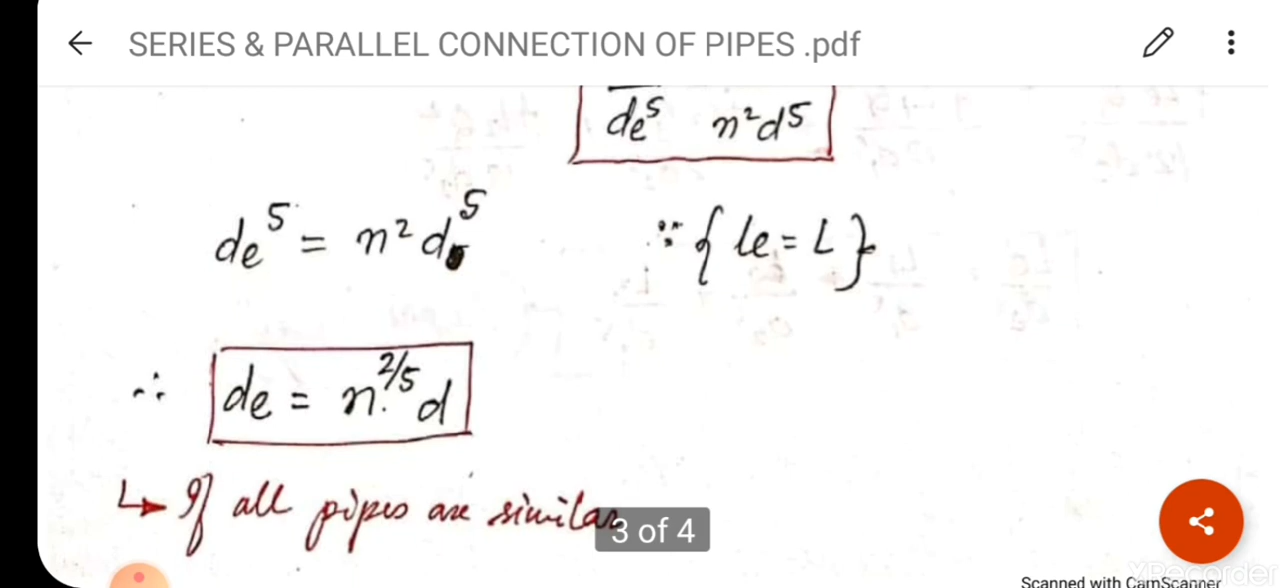 SERIES & PARALLEL CONNECTION OF PIPES .pdf
de⁵ n²d⁵
de⁵ = n²d⁵ ∵ { le = L }
∴ de = n^2/5 d
↳ If all pipes are similar
3 of 4
XRecorder
Scanned with CamScanner